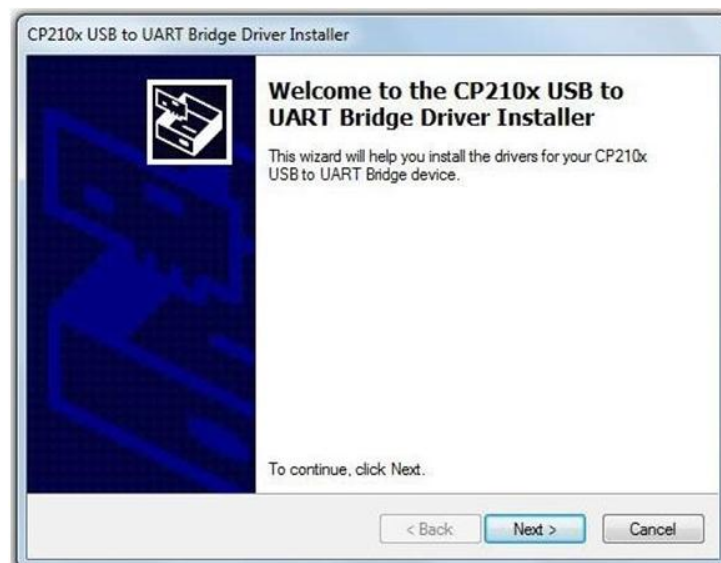 CP210x USB to UART Bridge Driver Installer
Welcome to the CP210x USB to
UART Bridge Driver Installer
This wizard will help you install the drivers for your CP210x
USB to UART Bridge device.
To continue, click Next.
< Back
Next >
Cancel